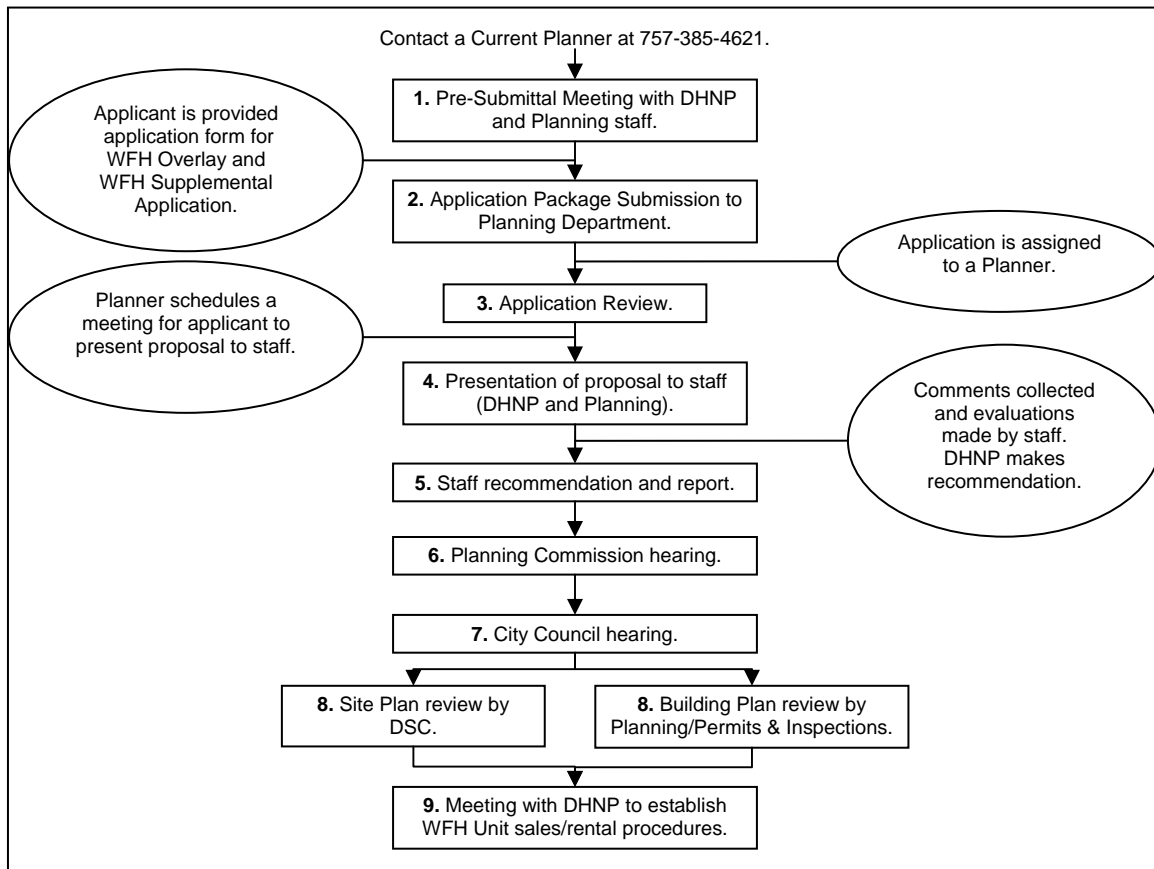 Contact a Current Planner at 757-385-4621.
1. Pre-Submittal Meeting with DHNP
and Planning staff.
Applicant is provided
application form for
WFH Overlay and
WFH Supplemental
Application.
2. Application Package Submission to
Planning Department.
Application is assigned
to a Planner.
3. Application Review.
Planner schedules a
meeting for applicant to
present proposal to staff.
4. Presentation of proposal to staff
(DHNP and Planning).
Comments collected
and evaluations
made by staff.
DHNP makes
recommendation.
5. Staff recommendation and report.
6. Planning Commission hearing.
7. City Council hearing.
8. Site Plan review by
DSC.
8. Building Plan review by
Planning/Permits & Inspections.
9. Meeting with DHNP to establish
WFH Unit sales/rental procedures.